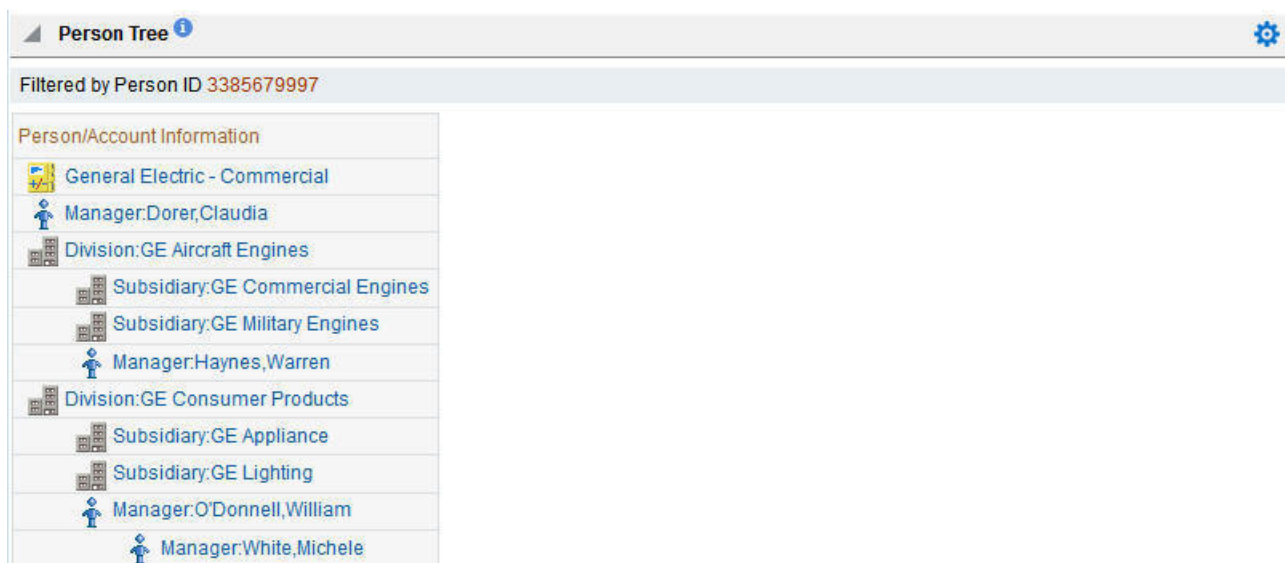 Person Tree
Filtered by Person ID 3385679997
Person/Account Information
General Electric - Commercial
Manager:Dorer,Claudia
Division:GE Aircraft Engines
Subsidiary:GE Commercial Engines
Subsidiary:GE Military Engines
Manager:Haynes,Warren
Division:GE Consumer Products
Subsidiary:GE Appliance
Subsidiary:GE Lighting
Manager:O'Donnell,William
Manager:White,Michele